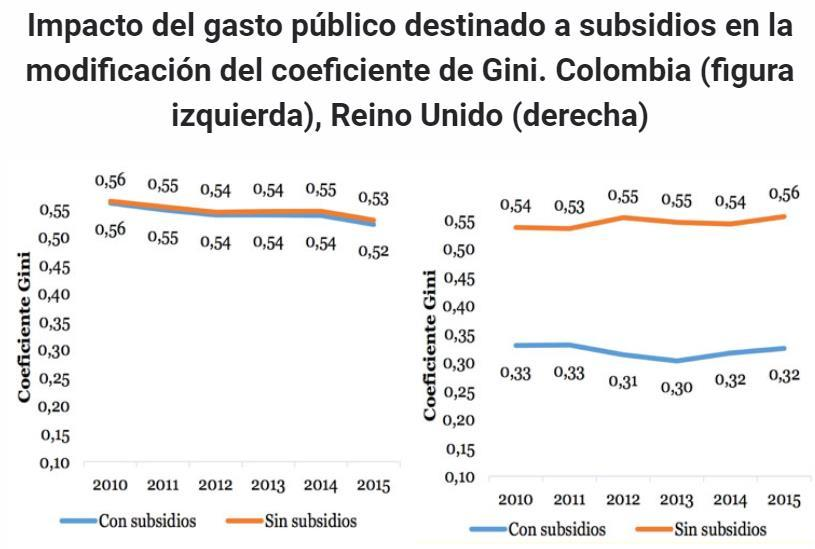 Impacto del gasto público destinado a subsidios en la
modificación del coeficiente de Gini. Colombia (figura
izquierda), Reino Unido (derecha)
0,56 0,55 0,54 0,54 0,55 0,53
0,56 0,55 0,54 0,54 0,54 0,52
Coeficiente Gini
0,55
0,50
0,45
0,40
0,35
0,30
0,25
0,20
0,15
0,10
2010 2011 2012 2013 2014 2015
Con subsidios Sin subsidios
0,54 0,53 0,55 0,55 0,54 0,56
0,33 0,33 0,31 0,30 0,32 0,32
Coeficiente Gini
0,55
0,50
0,45
0,40
0,35
0,30
0,25
0,20
0,15
0,10
2010 2011 2012 2013 2014 2015
Con subsidios Sin subsidios